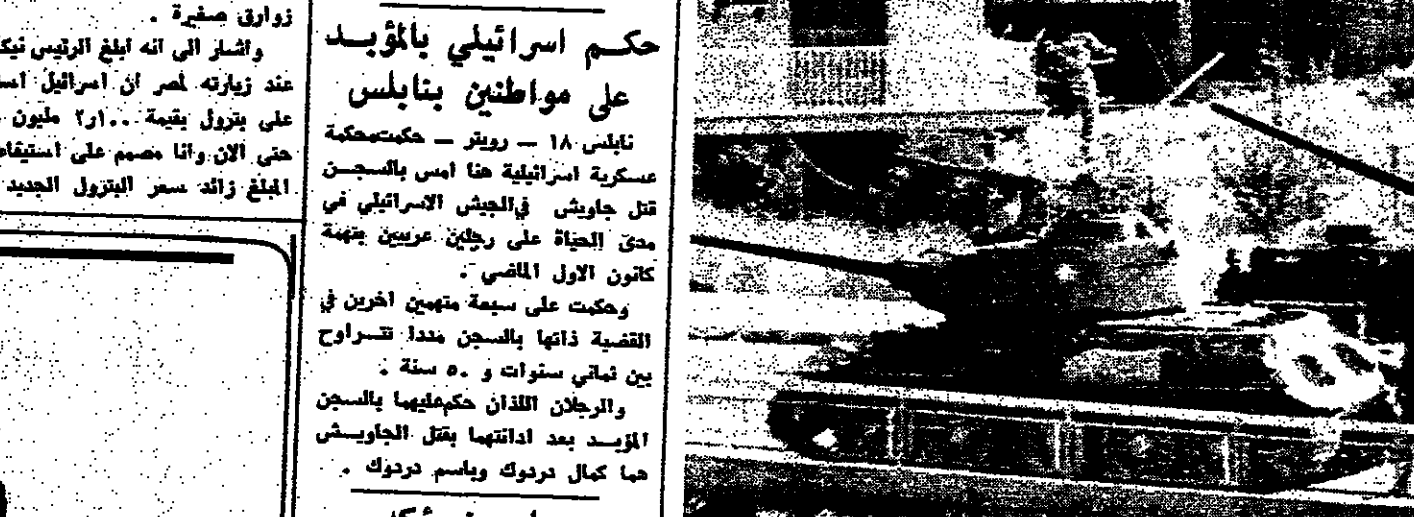 حكم اسرائيلي بالمؤبد
على مواطنين بنابلس
نابلس ١٨ — رويتر — حكمت محكمة
عسكرية اسرائيلية هنا امس بالسجن
قتل جاويش في الجيش الاسرائيلي في
مدى الحياة على رجلين عربيين بتهمة
كانون الاول الماضي .
وحكمت على سبعة متهمين اخرين في
القضية ذاتها بالسجن مددا تتراوح
بين ثماني سنوات و ٥٠ سنة .
والرجلان اللذان حكم عليهما بالسجن
المؤبد بعد ادانتهما بقتل الجاويش
هما كمال دردوك وباسم دردوك .
زوارق صغيرة .
واشار الى انه ابلغ الرئيس
عند زيارته لمصر ان اسرائيل
على بترول بقيمة ٢٫١٠٠ مليون
حتى الان وانا مصمم على
المبلغ زائد سعر البترول الجديد